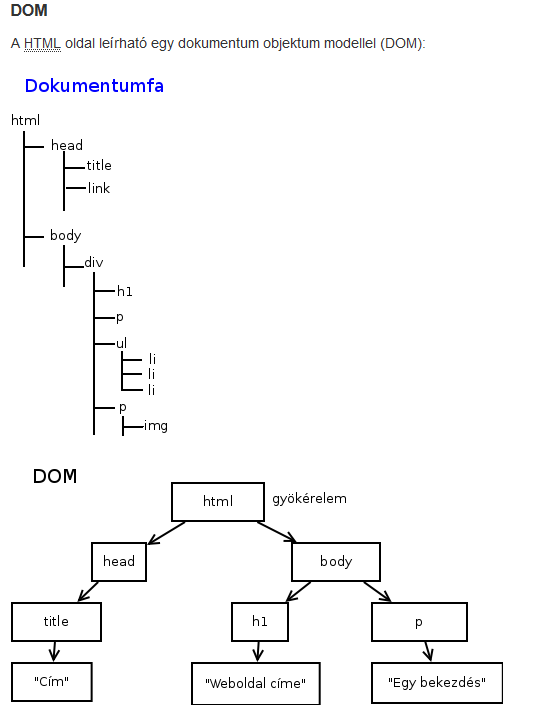 DOM
A HTML oldal leírható egy dokumentum objektum modellel (DOM):
Dokumentumfa
html
head
title
link
body
div
h1
p
ul
li
li
li
p
img
DOM
html gyökérelem
head body
title h1 p
"Cím" "Weboldal címe" "Egy bekezdés"